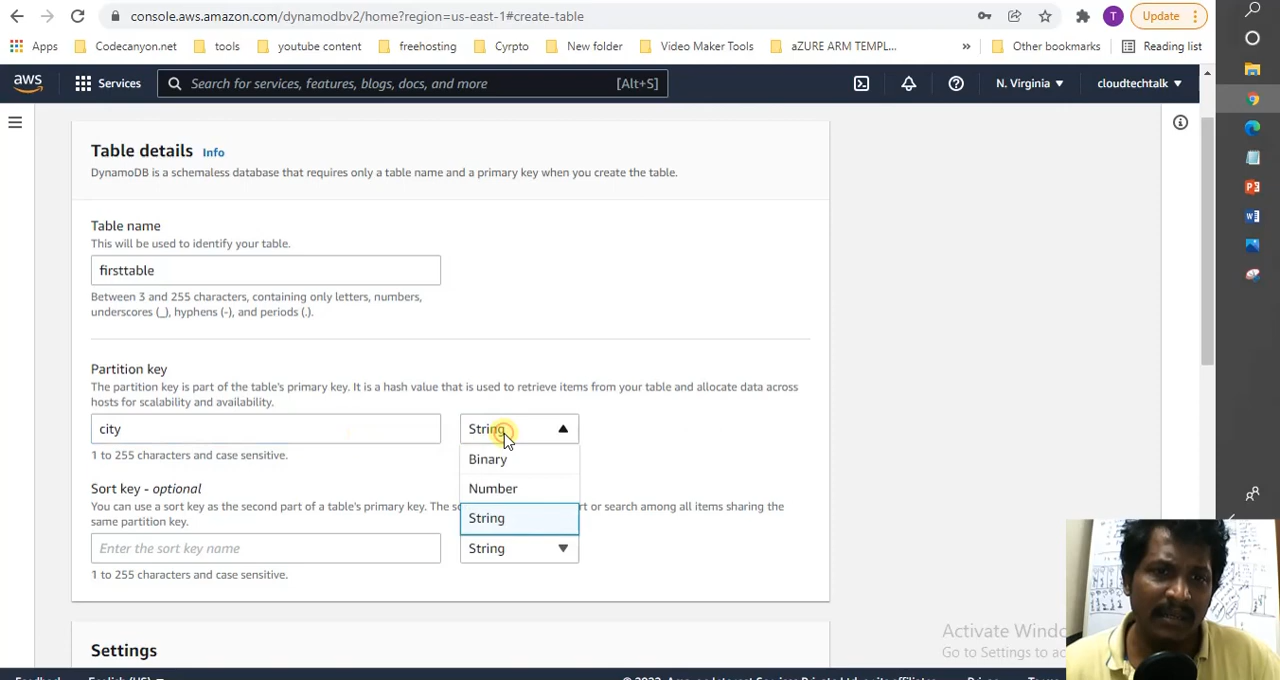 console.aws.amazon.com/dynamodbv2/home?region=us-east-1#create-table
Update
Apps
Codecanyon.net
tools
youtube content
freehosting
Cyrpto
New folder
Video Maker Tools
aZURE ARM TEMPL...
»
Other bookmarks
Reading list
aws
Services
Search for services, features, blogs, docs, and more
[Alt+S]
N. Virginia
cloudtechtalk
Table details Info
DynamoDB is a schemaless database that requires only a table name and a primary key when you create the table.
Table name
This will be used to identify your table.
firsttable
Between 3 and 255 characters, containing only letters, numbers,
underscores (_), hyphens (-), and periods (.).
Partition key
The partition key is part of the table's primary key. It is a hash value that is used to retrieve items from your table and allocate data across
hosts for scalability and availability.
city
String
1 to 255 characters and case sensitive.
Binary
Number
String
Sort key - optional
You can use a sort key as the second part of a table's primary key. The so
rt or search among all items sharing the
same partition key.
Enter the sort key name
String
1 to 255 characters and case sensitive.
Settings
Activate Windo
Go to Settings to ac